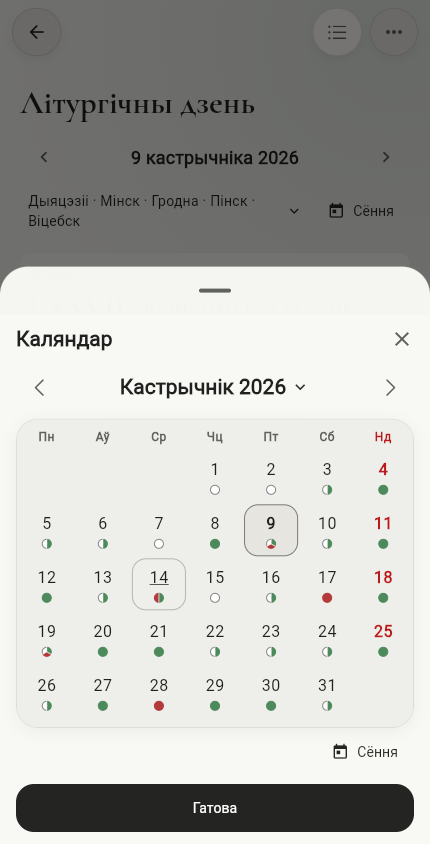 Літургічны дзень
9 кастрычніка 2026
Дыяцэзіі · Мінск · Гродна · Пінск ·
Віцебск
Сёння
Каляндар
Кастрычнік 2026
Пн Аў Ср Чц Пт Сб Нд
1 2 3 4
5 6 7 8 9 10 11
12 13 14 15 16 17 18
19 20 21 22 23 24 25
26 27 28 29 30 31
Сёння
Гатова